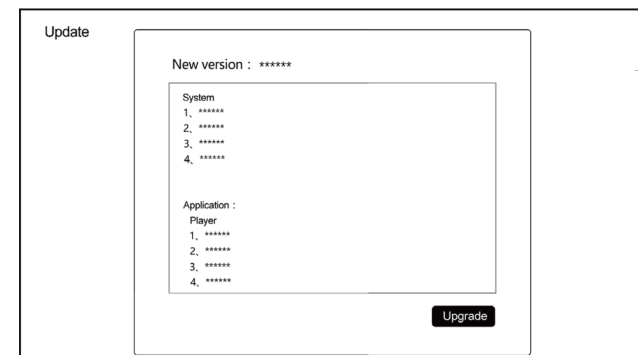 Update
New version：******
System
1、******
2、******
3、******
4、******
Application：
Player
1、******
2、******
3、******
4、******
Upgrade